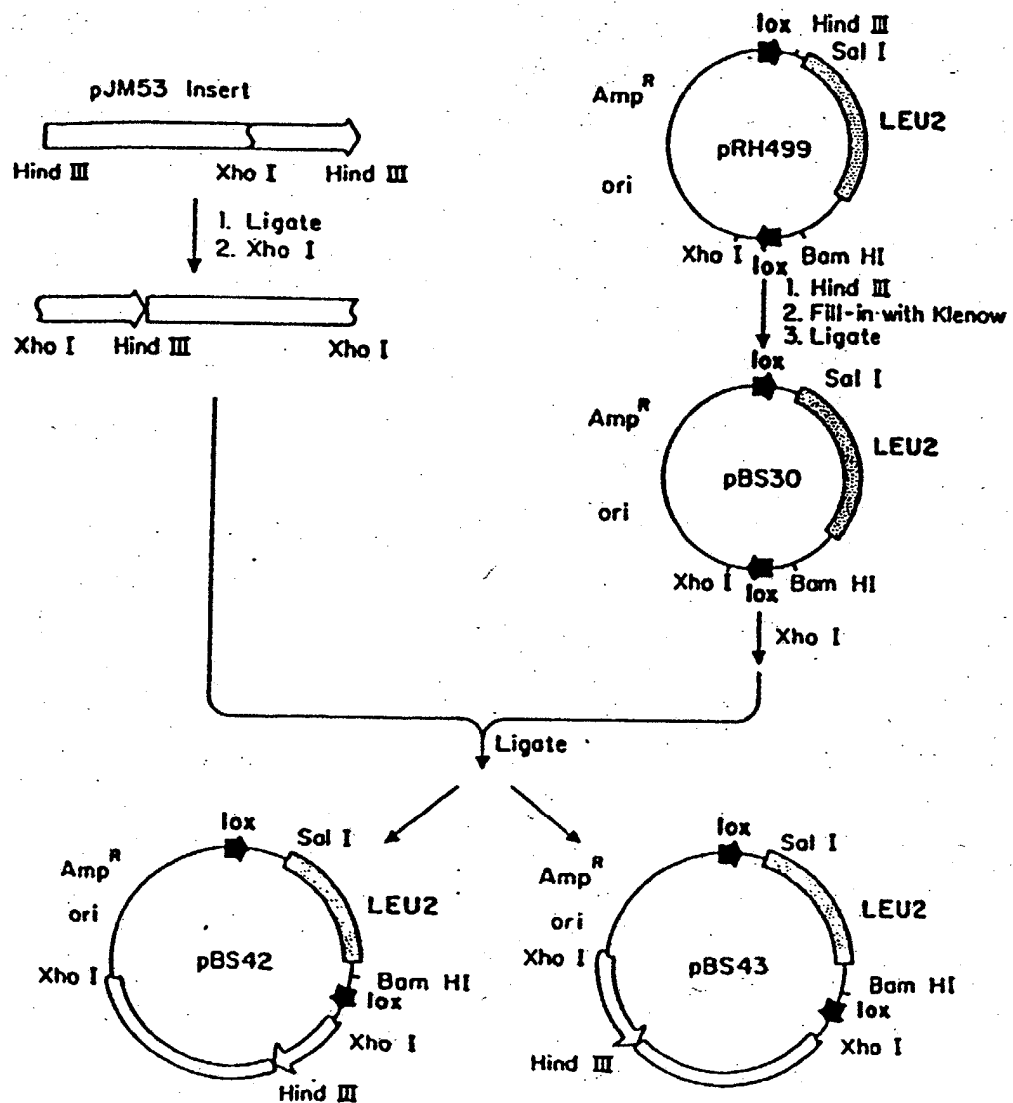 pJM53 Insert
Hind III
Xho I
Hind III
1. Ligate
2. Xho I
Xho I
Hind III
Xho I
lox
Hind III
Sal I
Amp^R
LEU2
pRH499
ori
Xho I
lox
Bam HI
1. Hind III
2. Fill-in with Klenow
3. Ligate
lox
Sal I
Amp^R
LEU2
pBS30
ori
Xho I
lox
Bam HI
Xho I
Ligate
lox
Sal I
Amp^R
ori
LEU2
pBS42
Xho I
Bam HI
lox
Xho I
Hind III
lox
Sal I
Amp^R
ori
LEU2
Xho I
pBS43
Bam HI
lox
Xho I
Hind III